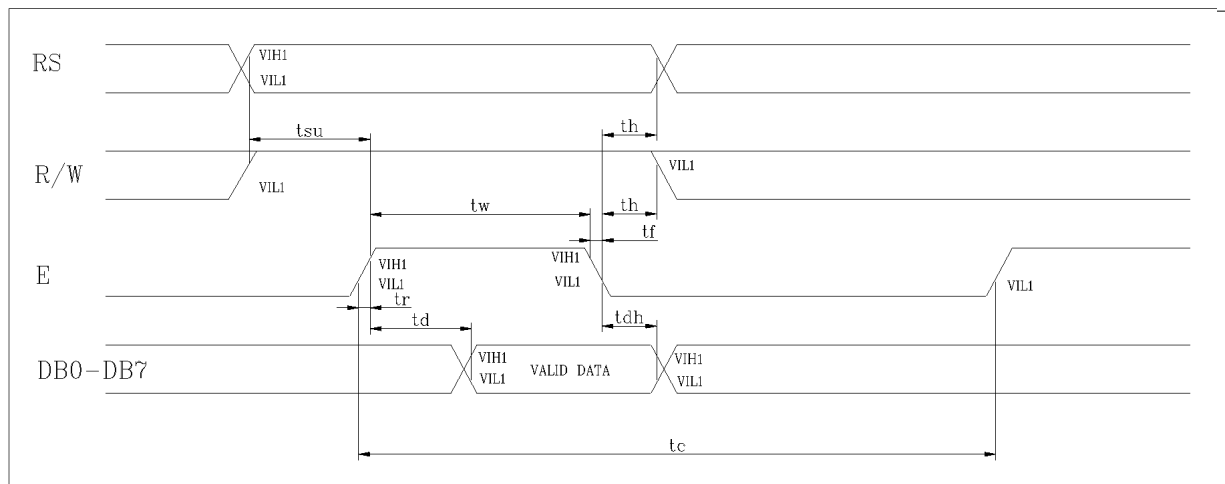 RS
VIH1
VIL1
tsu
th
R/W
VIL1
VIL1
tw
th
tf
E
VIH1
VIL1
VIH1
VIL1
VIL1
tr
td
tdh
DB0-DB7
VIH1
VIL1
VALID DATA
VIH1
VIL1
tc